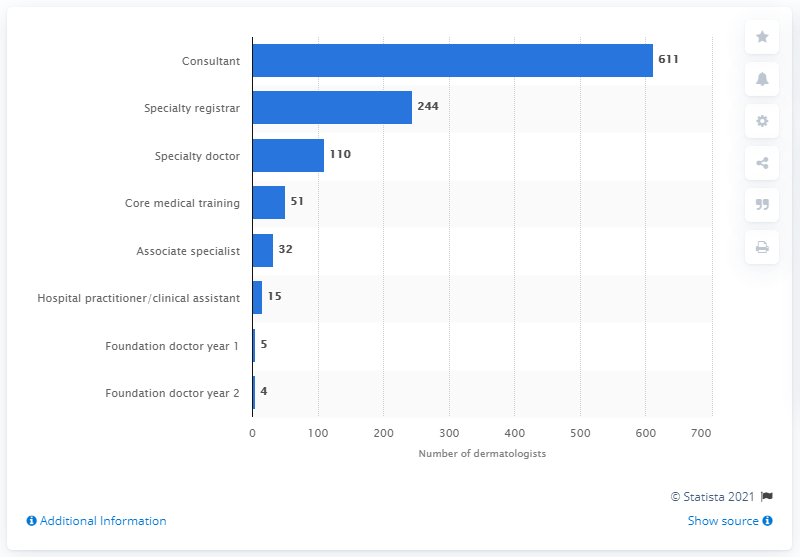 Consultant 611
Specialty registrar 244
Specialty doctor 110
Core medical training 51
Associate specialist 32
Hospital practitioner/clinical assistant 15
Foundation doctor year 1 5
Foundation doctor year 2 4
0 100 200 300 400 500 600 700
Number of dermatologists
© Statista 2021
Additional Information Show source